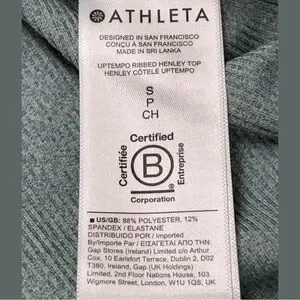 ATHLETA
DESIGNED IN SAN FRANCISCO
CONÇU À SAN FRANCISCO
MADE IN SRI LANKA
UPTEMPO RIBBED HENLEY TOP
HENLEY CÔTELÉ UPTEMPO
S
P
CH
Certified
Certifiée
B
Entreprise
®
Corporation
■ US/GB: 88% POLYESTER, 12%
SPANDEX / ELASTANE
DISTRIBUIDO POR / Imported
By/Importe Par / ΕΙΣΑΓΕΤΑΙ ΑΠΟ ΤΗΝ
Gap Stores (Ireland) Limited c/o Arthur
Cox, 10 Earlsfort Terrace, Dublin 2, D02
T380, Ireland, Gap (UK Holdings)
Limited, 2nd Floor Nations House, 103
Wigmore Street, London, W1U 1QS, UK